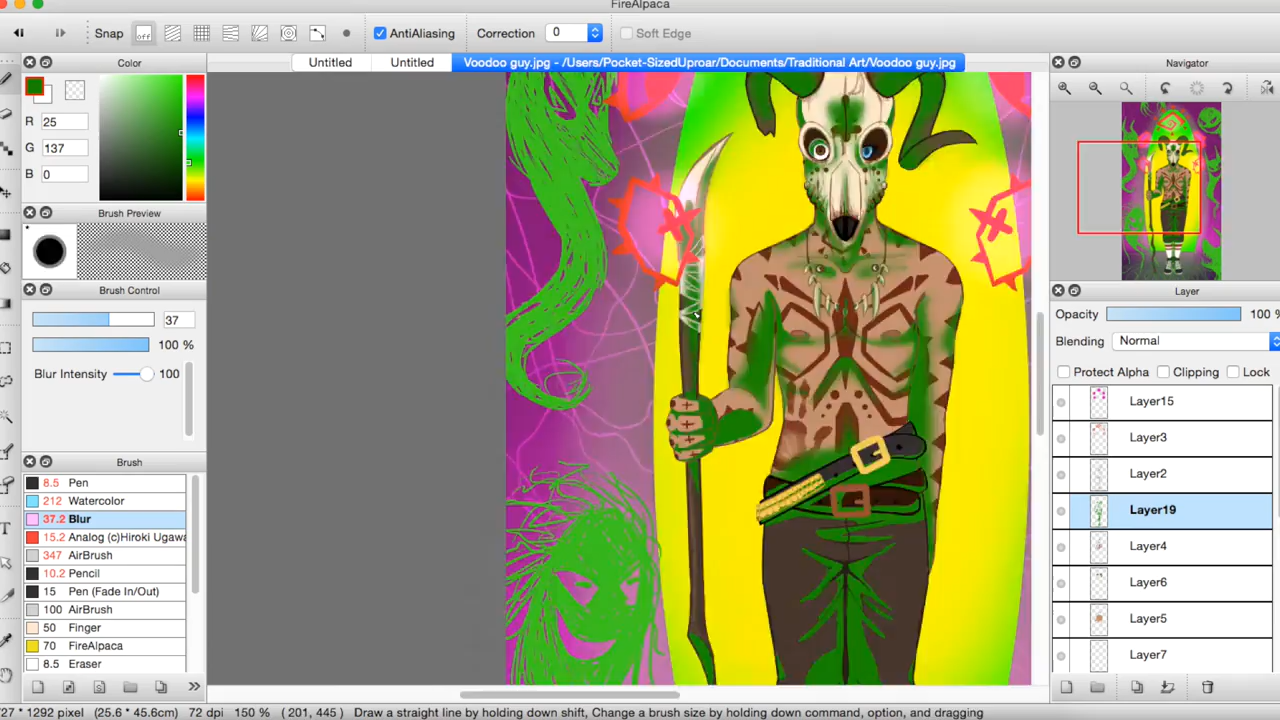 FireAlpaca
Snap
off
AntiAliasing
Correction
0
Soft Edge
Color
Untitled
Untitled
Voodoo guy.jpg - /Users/Pocket-SizedUproar/Documents/Traditional Art/Voodoo guy.jpg
Navigator
R
25
G
137
B
0
Brush Preview
*
Brush Control
37
100 %
Blur Intensity
100
Brush
8.5 Pen
212 Watercolor
37.2 Blur
15.2 Analog (c)Hiroki Ugawa
347 AirBrush
10.2 Pencil
15 Pen (Fade In/Out)
100 AirBrush
50 Finger
70 FireAlpaca
8.5 Eraser
Layer
Opacity
100 %
Blending
Normal
Protect Alpha
Clipping
Lock
Layer15
Layer3
Layer2
Layer19
Layer4
Layer6
Layer5
Layer7
27 * 1292 pixel (25.6 * 45.6cm) 72 dpi 150 % ( 201, 445 ) Draw a straight line by holding down shift, Change a brush size by holding down command, option, and dragging